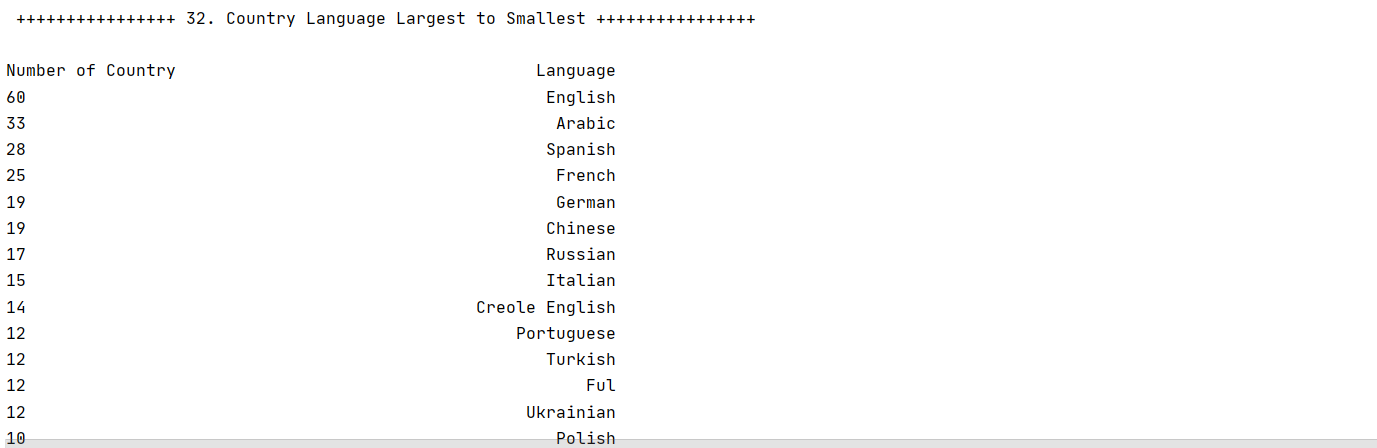 ++++++++++++++++ 32. Country Language Largest to Smallest ++++++++++++++++
Number of Country Language
60 English
33 Arabic
28 Spanish
25 French
19 German
19 Chinese
17 Russian
15 Italian
14 Creole English
12 Portuguese
12 Turkish
12 Ful
12 Ukrainian
10 Polish